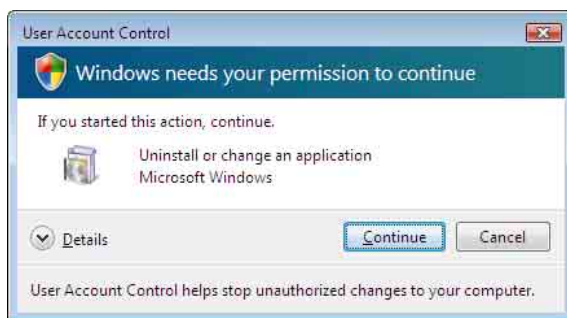 User Account Control
Windows needs your permission to continue
If you started this action, continue.
Uninstall or change an application
Microsoft Windows
Details
Continue
Cancel
User Account Control helps stop unauthorized changes to your computer.